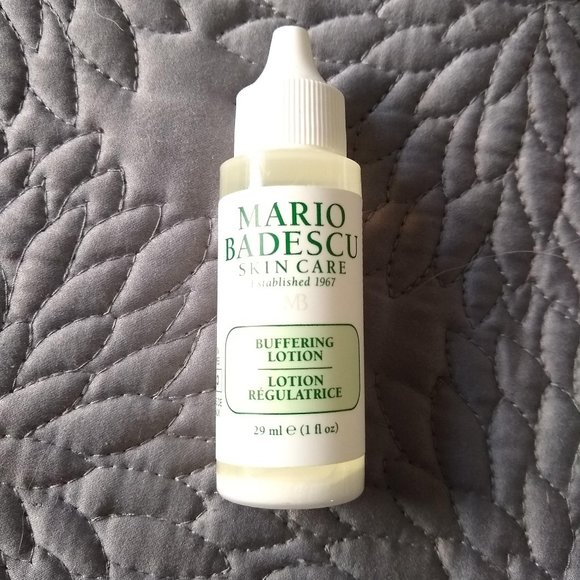 MARIO
BADESCU
SKIN CARE
Established 1967
MB
BUFFERING
LOTION
LOTION
RÉGULATRICE
29 ml e (1 fl oz)